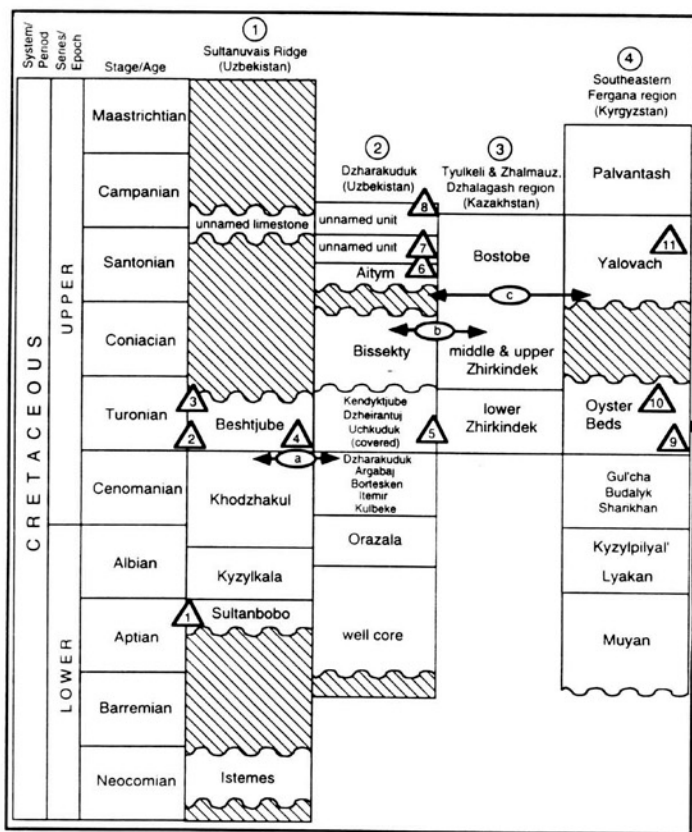 System/
Period
Series/
Epoch
Stage/Age
CRETACEOUS
UPPER
LOWER
Maastrichtian
Campanian
Santonian
Coniacian
Turonian
Cenomanian
Albian
Aptian
Barremian
Neocomian
1
Sultanuvais Ridge
(Uzbekistan)
unnamed limestone
3
2
Beshtjube
4
a
Khodzhakul
Kyzylkala
1
Sultanbobo
Istemes
2
Dzharakuduk
(Uzbekistan)
8
unnamed unit
unnamed unit
7
Aitym
6
b
Bissekty
Kendyktjube
Dzheirantuj
Uchkuduk
(covered)
5
Dzharakuduk
Argabaj
Bortesken
Itemir
Kulbeke
Orazala
well core
3
Tyulkeli & Zhalmauz,
Dzhalagash region
(Kazakhstan)
Bostobe
c
middle & upper
Zhirkindek
lower
Zhirkindek
4
Southeastern
Fergana region
(Kyrgyzstan)
Palvantash
11
Yalovach
Oyster
Beds
10
9
Gul'cha
Budalyk
Shankhan
Kyzylpilyal'
Lyakan
Muyan